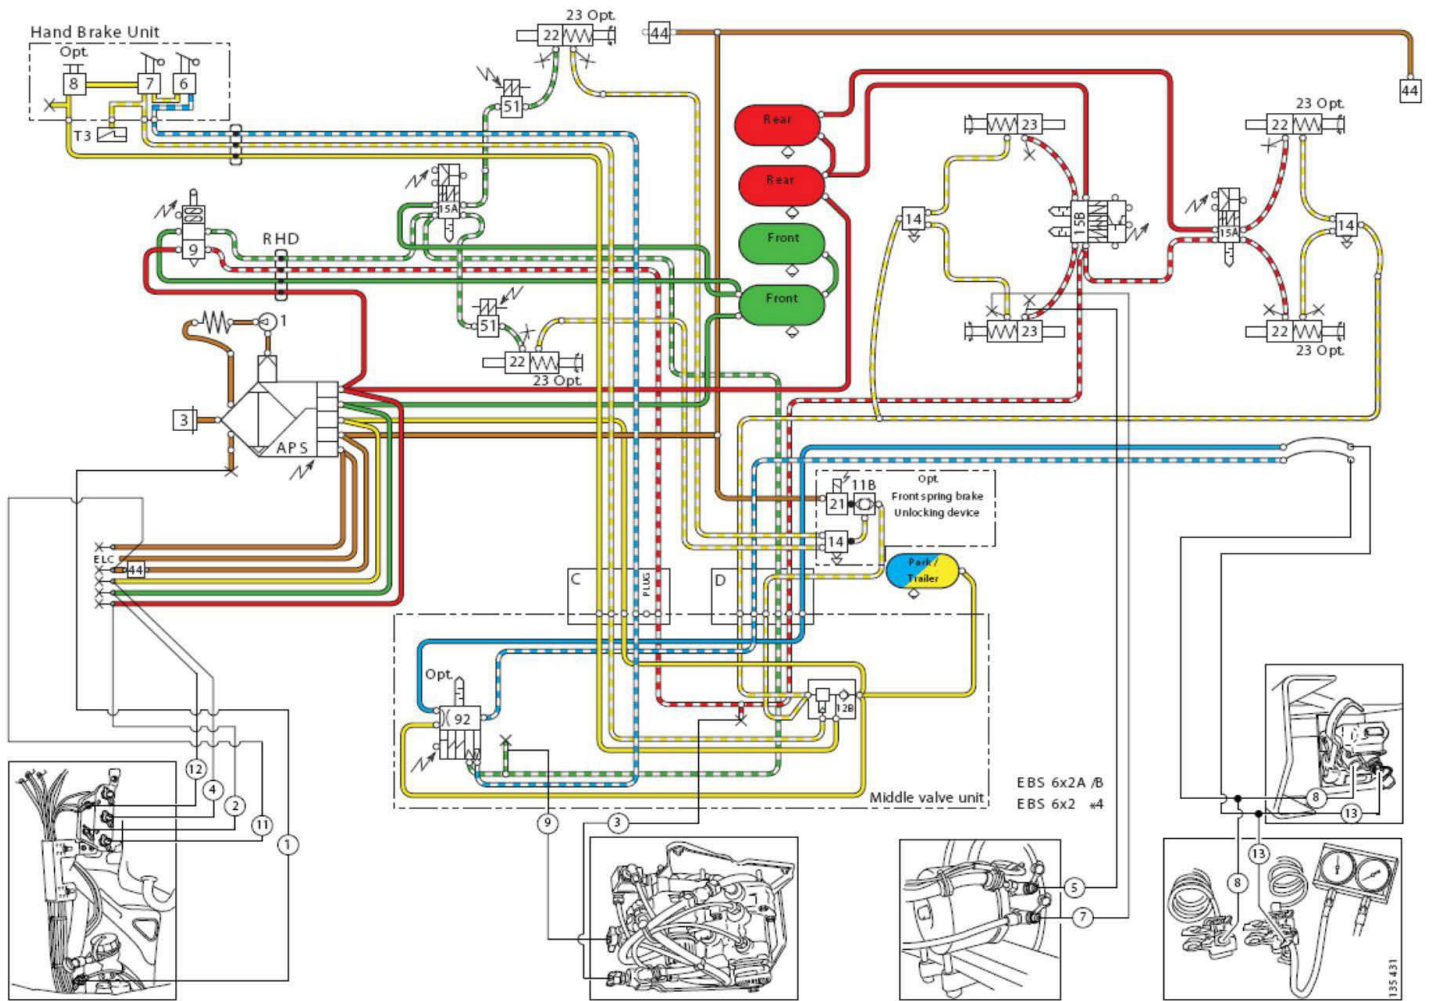 Hand Brake Unit
Opt.
8
7
6
T3
23 Opt.
22
44
51
44
Rear
Rear
Front
Front
23
23 Opt.
22
15A
14
15B
15A
14
9
RHD
51
22
23 Opt.
23
22
23 Opt.
1
3
APS
ELC
44
Opt.
Front spring brake
Unlocking device
21
11B
14
Park /
Trailer
C
PLUG
D
Opt.
92
12B
Middle valve unit
EBS 6x2A /B
EBS 6x2 *4
12
4
2
11
1
9
3
5
7
8
13
13
8
135 431